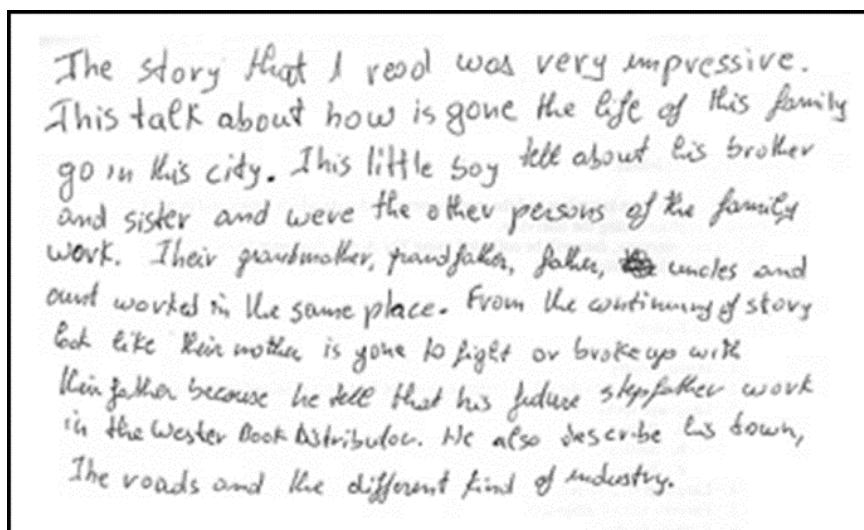 The story that I read was very impressive.
This talk about how is gone the life of this family
go in this city. This little boy tell about his brother
and sister and were the other persons of the family
work. Their grandmother, grandfather, father, uncles and
aunt worked in the same place. From the continuing of story
look like their mother is gone to fight or broke up with
their father because he tell that his future stepfather work
in the Wester Book Distributor. He also describe his town,
The roads and the different kind of industry.